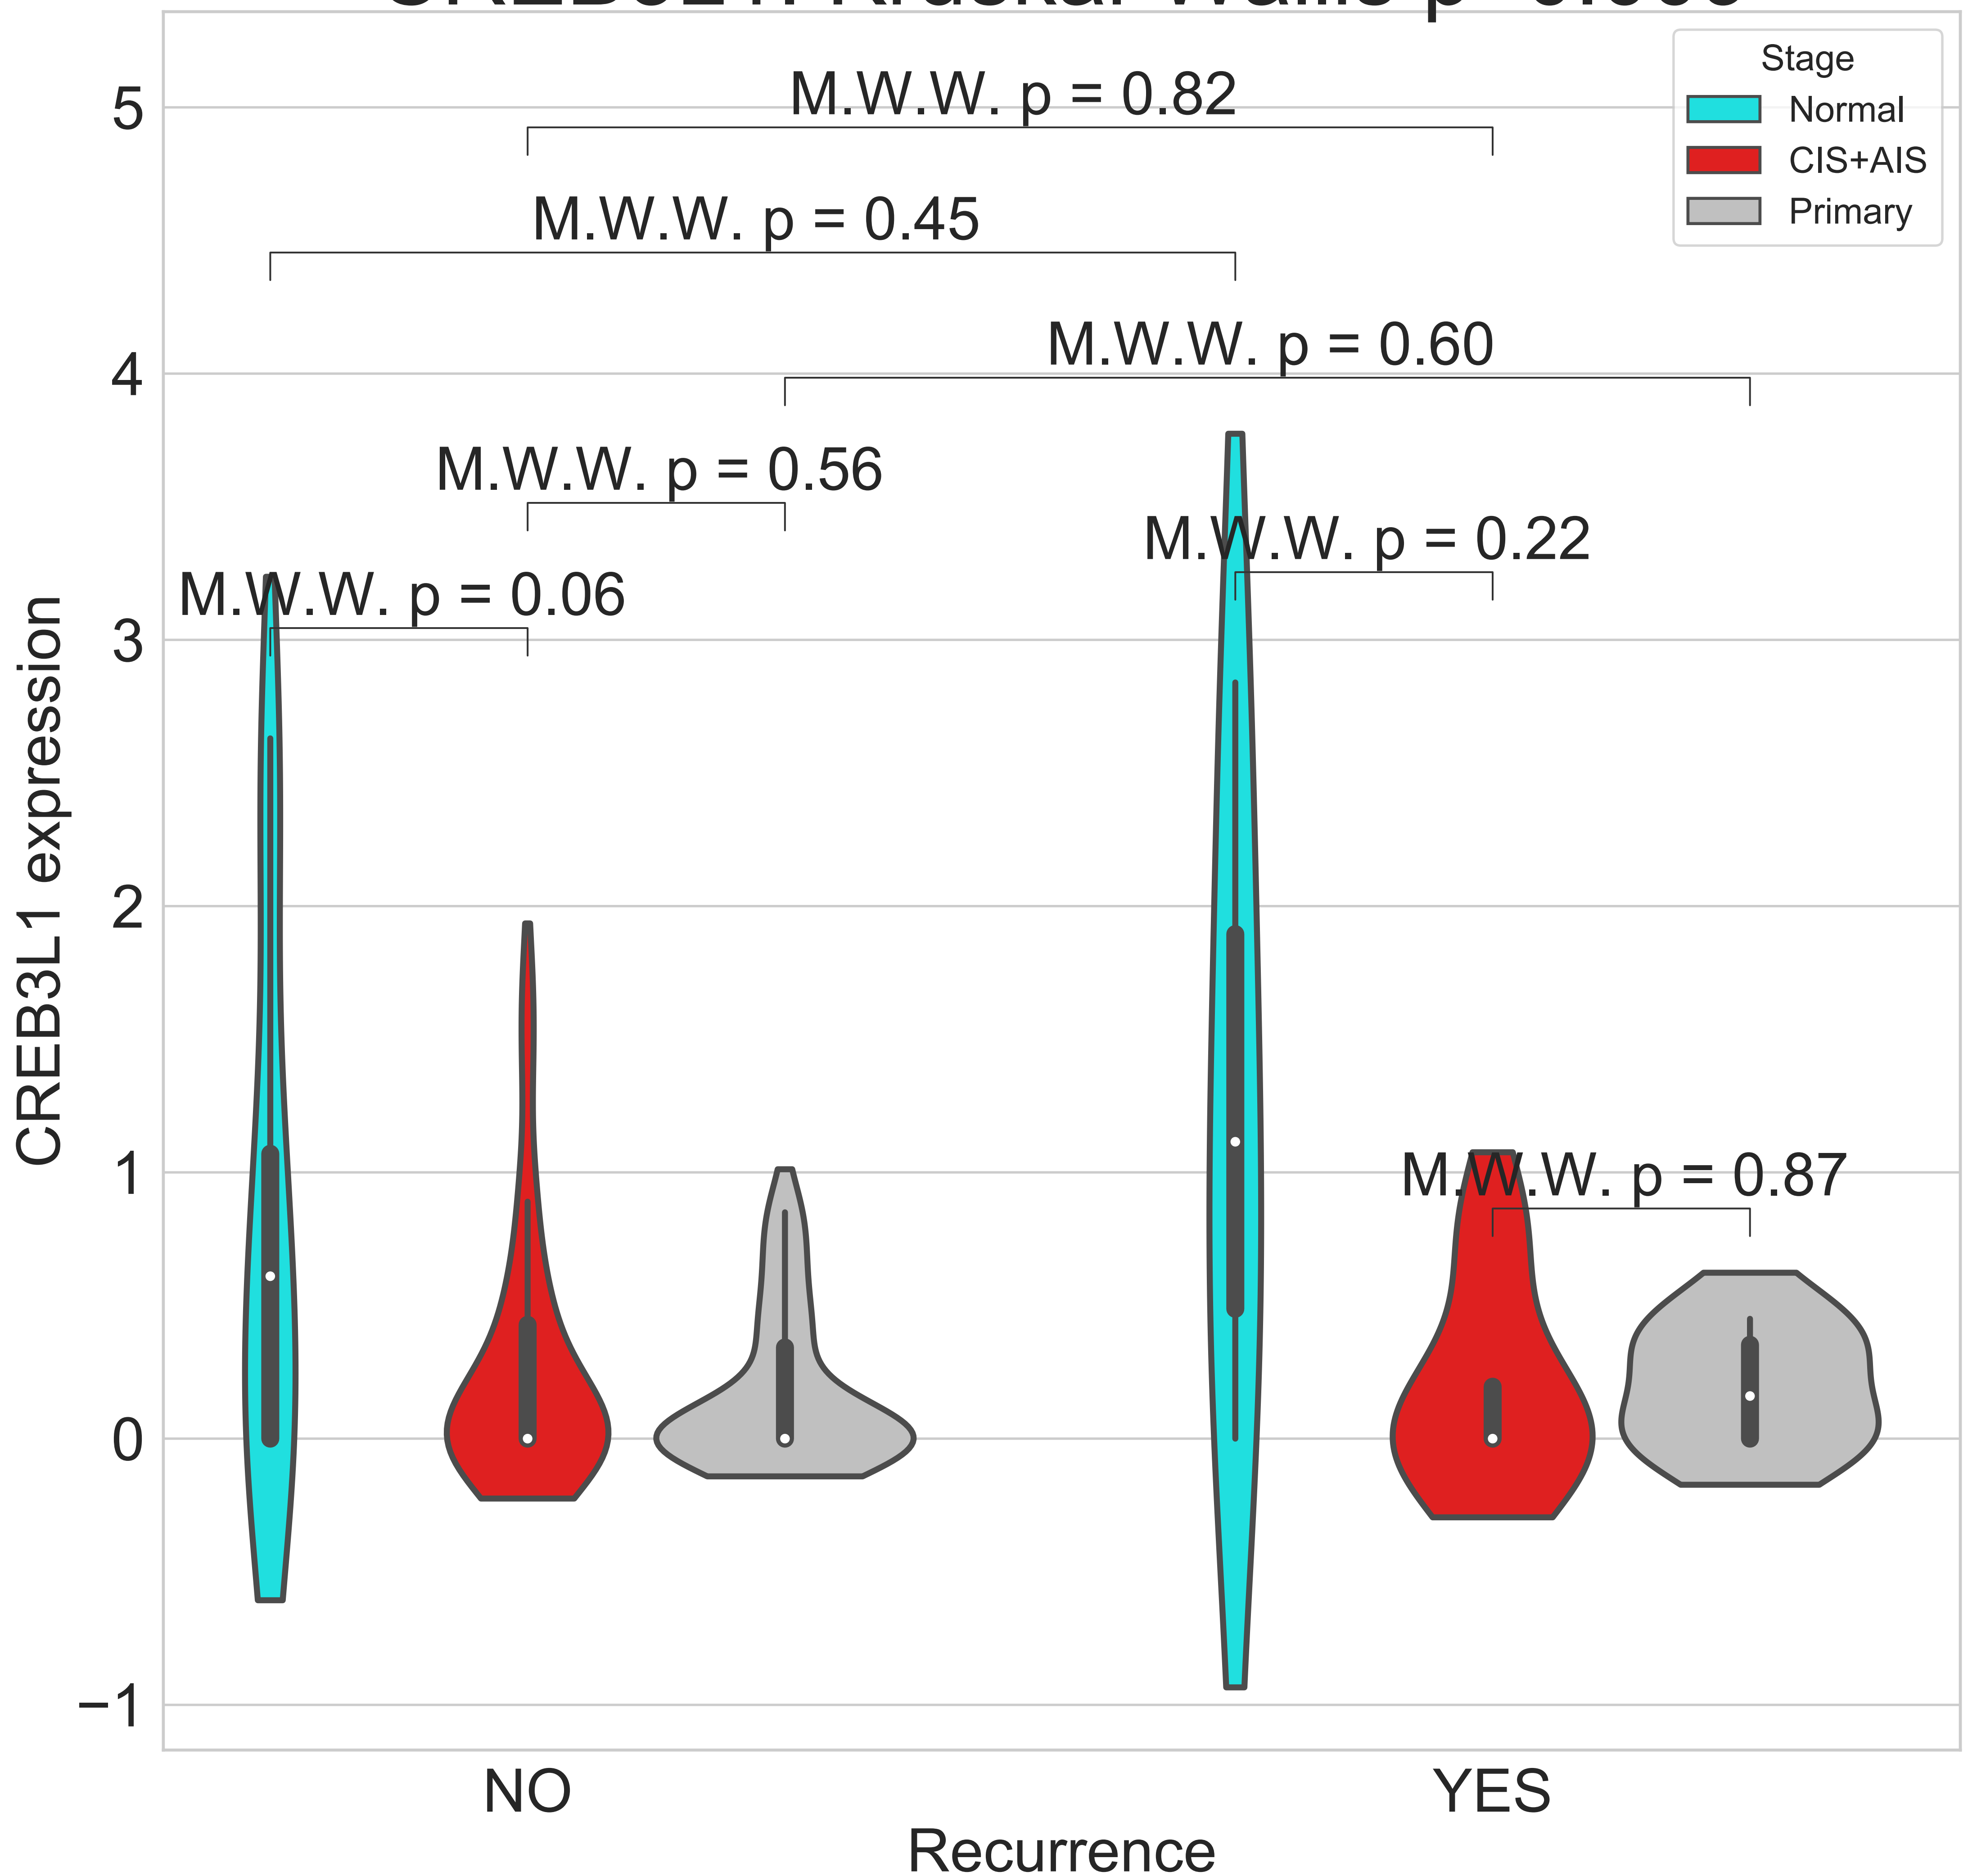 Stage
Normal
CIS+AIS
Primary
M.W.W. p = 0.82
M.W.W. p = 0.45
M.W.W. p = 0.60
M.W.W. p = 0.56
M.W.W. p = 0.22
M.W.W. p = 0.06
M.W.W. p = 0.87
CREB3L1 expression
5
4
3
2
1
0
−1
NO
YES
Recurrence